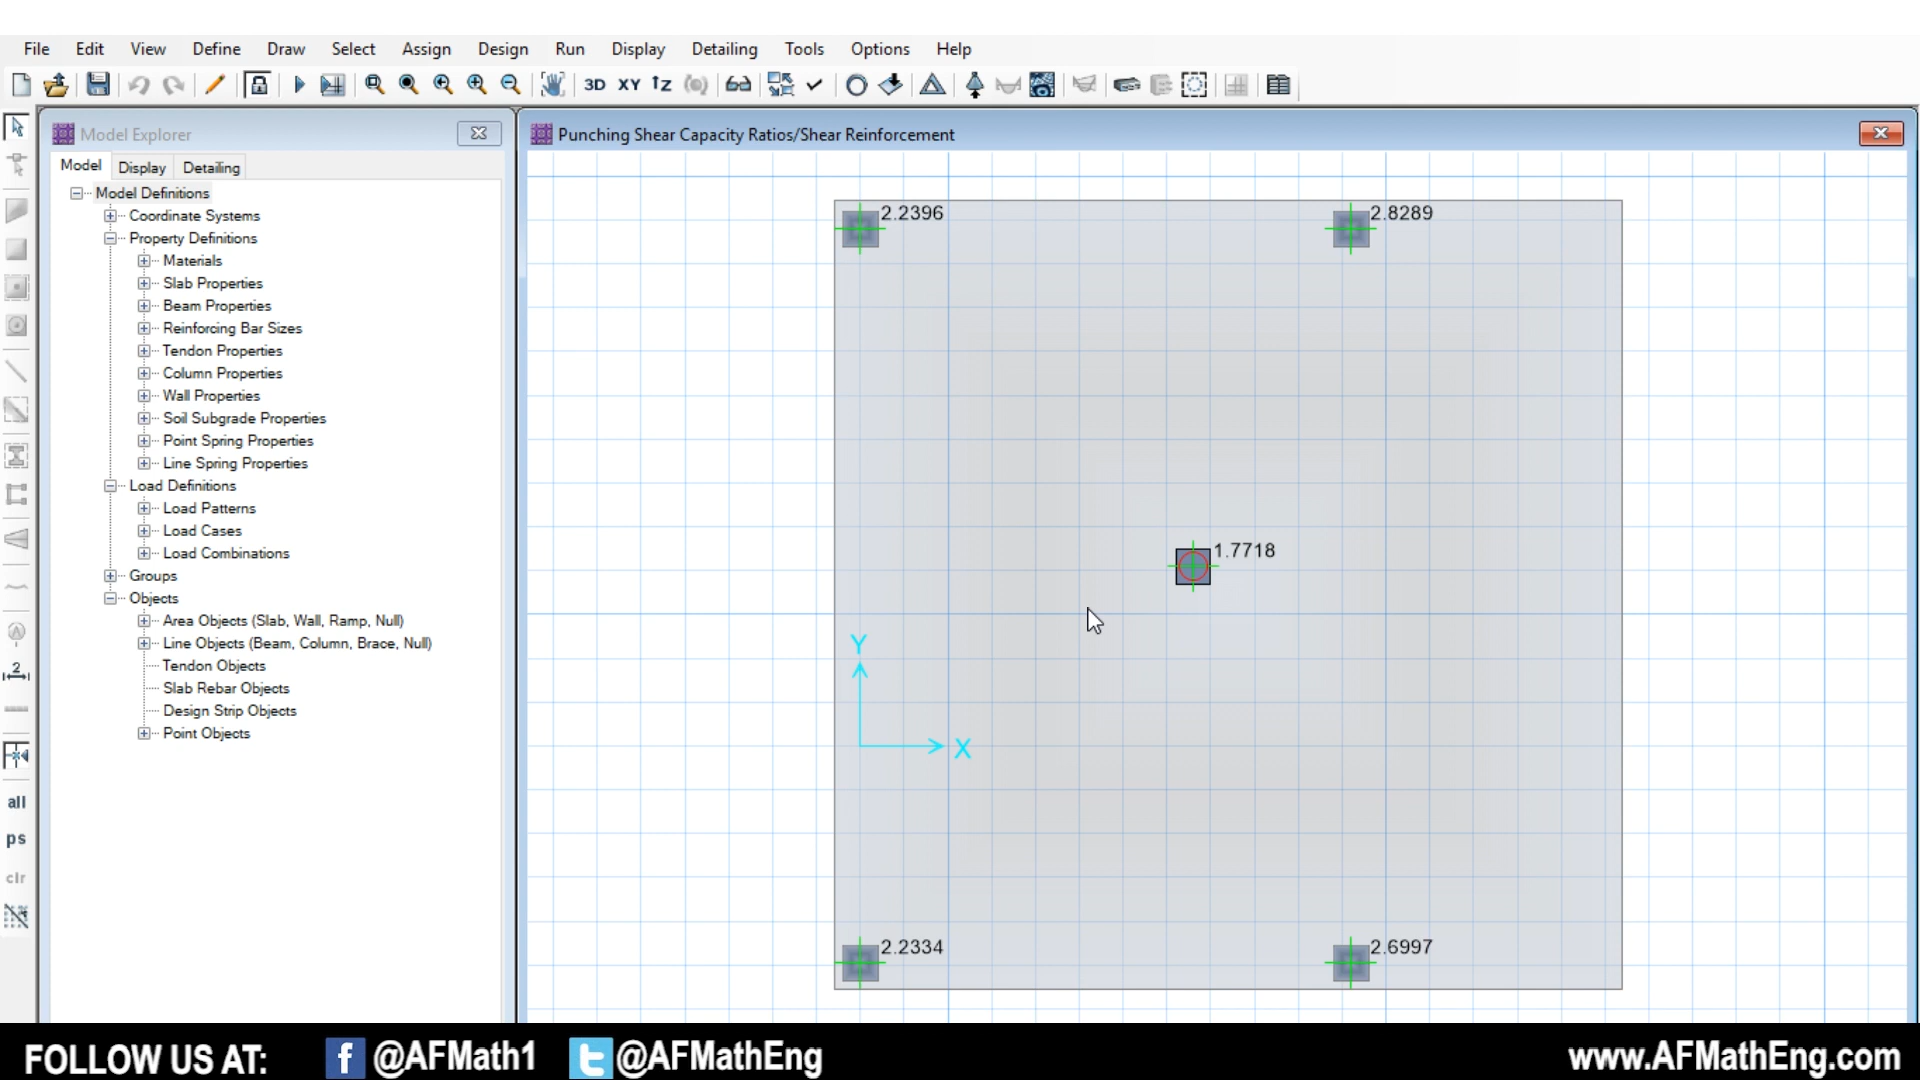 File Edit View Define Draw Select Assign Design Run Display Detailing Tools Options Help
3D XY
Model Explorer
Punching Shear Capacity Ratios/Shear Reinforcement
Model Display Detailing
Model Definitions
Coordinate Systems
Property Definitions
Materials
Slab Properties
Beam Properties
Reinforcing Bar Sizes
Tendon Properties
Column Properties
Wall Properties
Soil Subgrade Properties
Point Spring Properties
Line Spring Properties
Load Definitions
Load Patterns
Load Cases
Load Combinations
Groups
Objects
Area Objects (Slab, Wall, Ramp, Null)
Line Objects (Beam, Column, Brace, Null)
Tendon Objects
Slab Rebar Objects
Design Strip Objects
Point Objects
2
all
ps
clr
2.2396 2.8289
1.7718
Y
X
2.2334 2.6997
FOLLOW US AT: f @AFMath1 t @AFMathEng www.AFMathEng.com